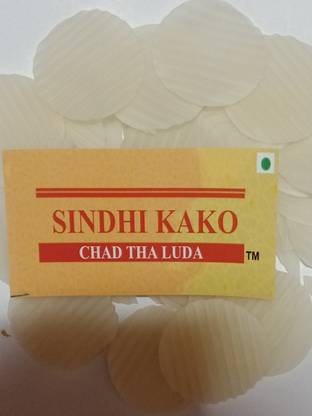 SINDHI KAKO
CHAD THA LUDA
TM